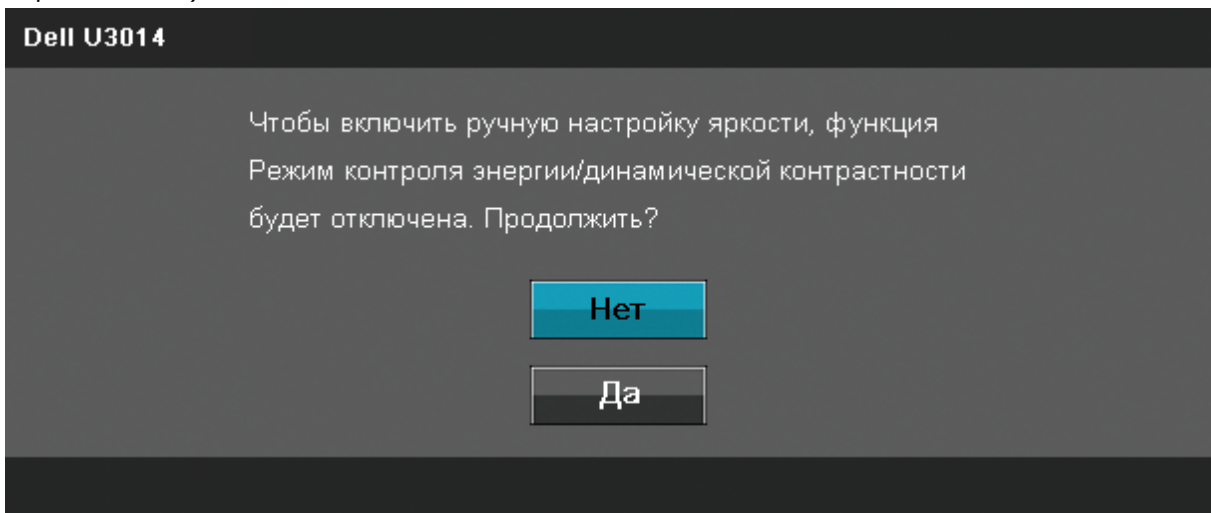 Dell U3014
Чтобы включить ручную настройку яркости, функция
Режим контроля энергии/динамической контрастности
будет отключена. Продолжить?
Нет
Да